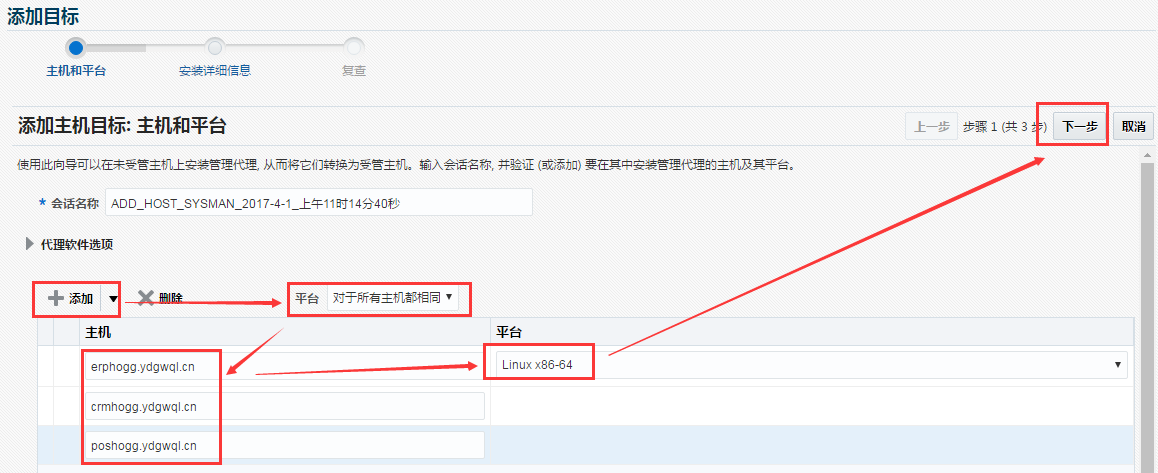 添加目标
主机和平台 安装详细信息 复查
添加主机目标: 主机和平台 上一步 步骤 1 (共 3 步) 下一步 取消
使用此向导可以在未受管主机上安装管理代理, 从而将它们转换为受管主机。输入会话名称, 并验证 (或添加) 要在其中安装管理代理的主机及其平台。
* 会话名称 ADD_HOST_SYSMAN_2017-4-1_上午11时14分40秒
代理软件选项
添加 删除 平台 对于所有主机都相同
主机 平台
erphogg.ydgwql.cn Linux x86-64
crmhogg.ydgwql.cn
poshogg.ydgwql.cn